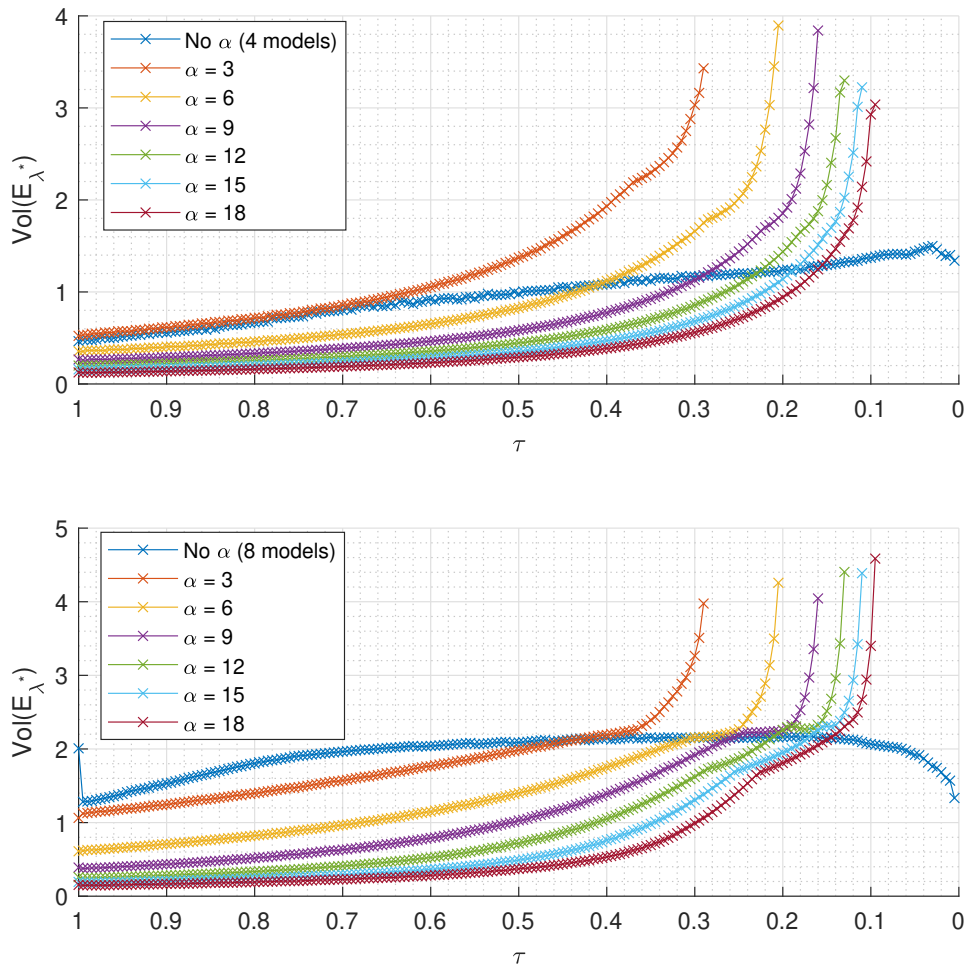 4
3
2
1
0
Vol(E_λ*)
No α (4 models)
α = 3
α = 6
α = 9
α = 12
α = 15
α = 18
1 0.9 0.8 0.7 0.6 0.5 0.4 0.3 0.2 0.1 0
τ
5
4
3
2
1
0
Vol(E_λ*)
No α (8 models)
α = 3
α = 6
α = 9
α = 12
α = 15
α = 18
1 0.9 0.8 0.7 0.6 0.5 0.4 0.3 0.2 0.1 0
τ